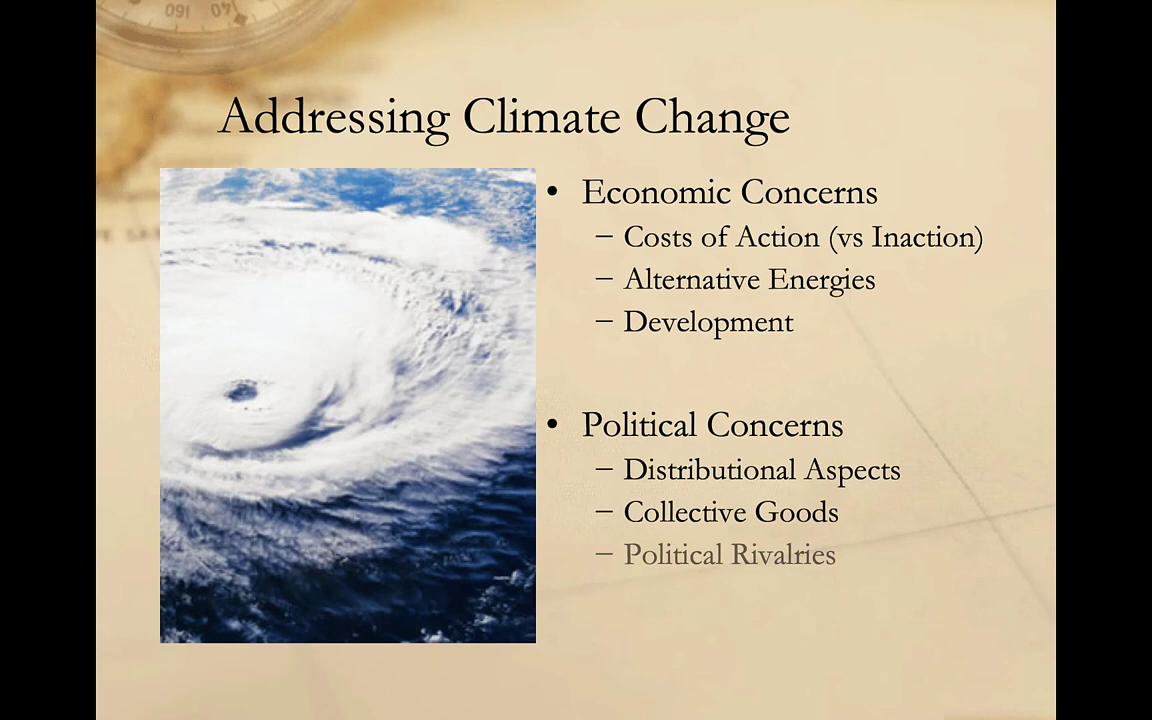 Addressing Climate Change
• Economic Concerns
– Costs of Action (vs Inaction)
– Alternative Energies
– Development
• Political Concerns
– Distributional Aspects
– Collective Goods
– Political Rivalries